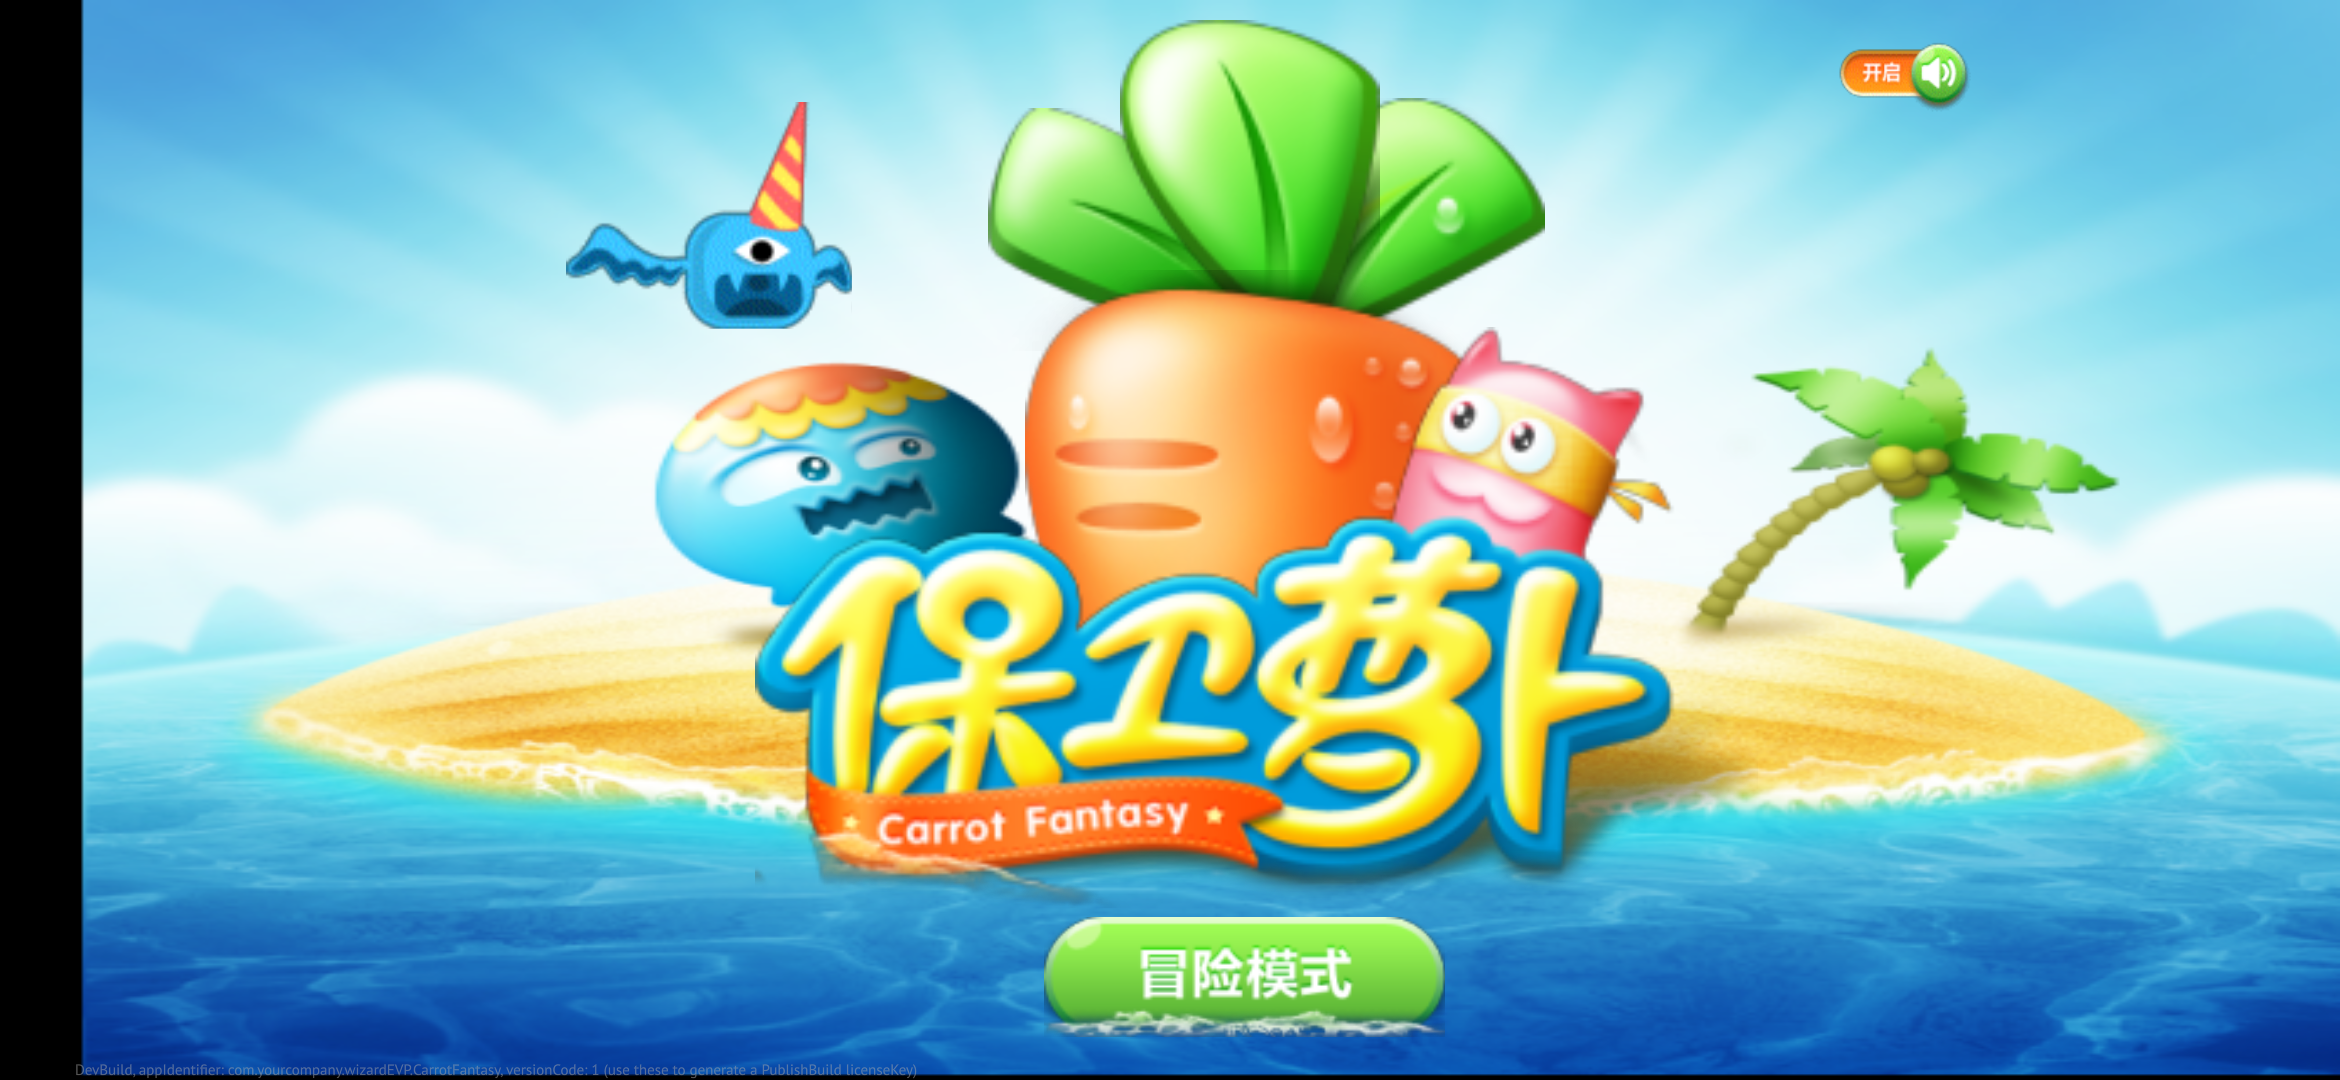 开启
保卫萝卜
Carrot Fantasy
冒险模式
DevBuild, appIdentifier: com.yourcompany.wizardEVP.CarrotFantasy, versionCode: 1 (use these to generate a PublishBuild licenseKey)